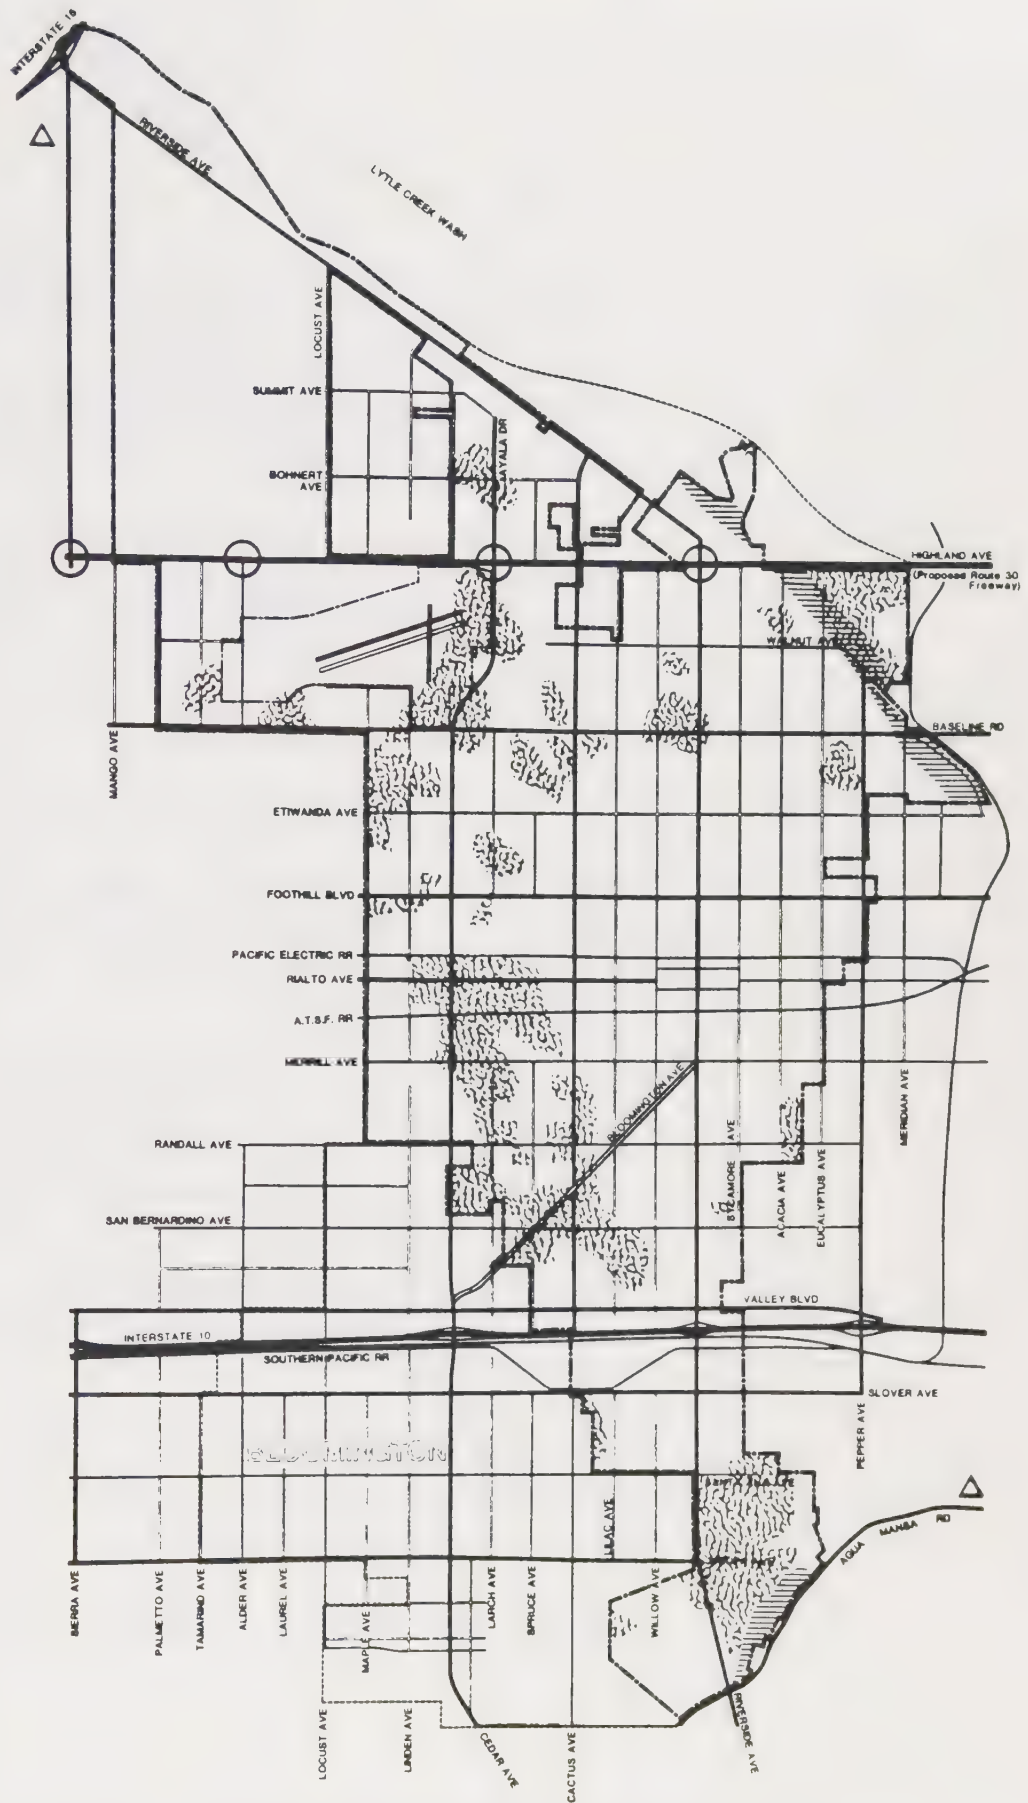 INTERSTATE 15
RIVERSIDE AVE
LYTLE CREEK WASH
LOCUST AVE
SUMMIT AVE
AYALA DR
BOHNERT
AVE
HIGHLAND AVE
(Proposed Route 30
Freeway)
WALNUT AVE
BASELINE RD
MANGO AVE
ETIWANDA AVE
FOOTHILL BLVD
PACIFIC ELECTRIC RR
RIALTO AVE
A.T.S.F. RR
MERRILL AVE
BLOOMINGTON AVE
MERIDIAN AVE
RANDALL AVE
SYCAMORE AVE
ACACIA AVE
EUCALYPTUS AVE
SAN BERNARDINO AVE
VALLEY BLVD
INTERSTATE 10
SOUTHERN PACIFIC RR
SLOVER AVE
BLOOMINGTON
PEPPER AVE
AGUA MANSA RD
LILAC AVE
SIERRA AVE
PALMETTO AVE
TAMARIND AVE
ALDER AVE
LAUREL AVE
MAPLE AVE
LARCH AVE
SPRUCE AVE
WILLOW AVE
LOCUST AVE
LINDEN AVE
CEDAR AVE
CACTUS AVE
RIVERSIDE AVE